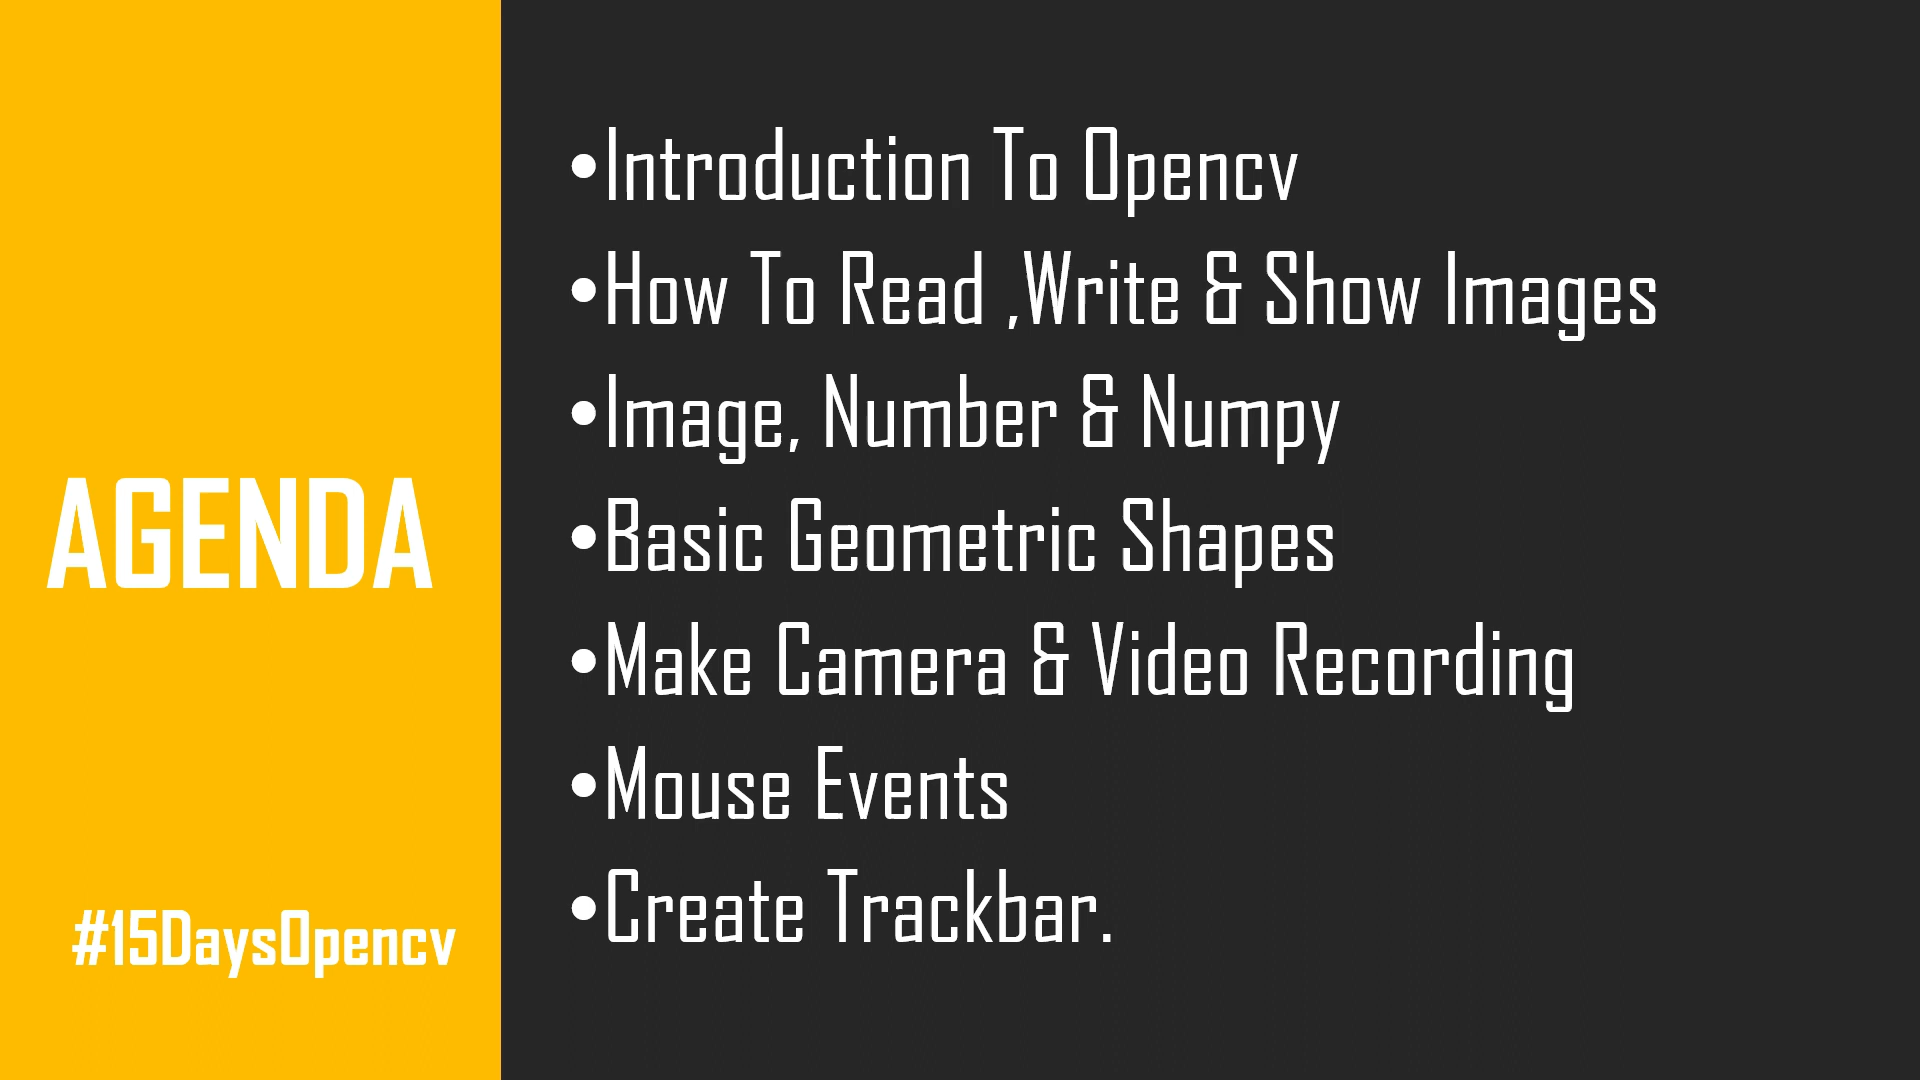 AGENDA
#15DaysOpencv
•Introduction To Opencv
•How To Read ,Write & Show Images
•Image, Number & Numpy
•Basic Geometric Shapes
•Make Camera & Video Recording
•Mouse Events
•Create Trackbar.